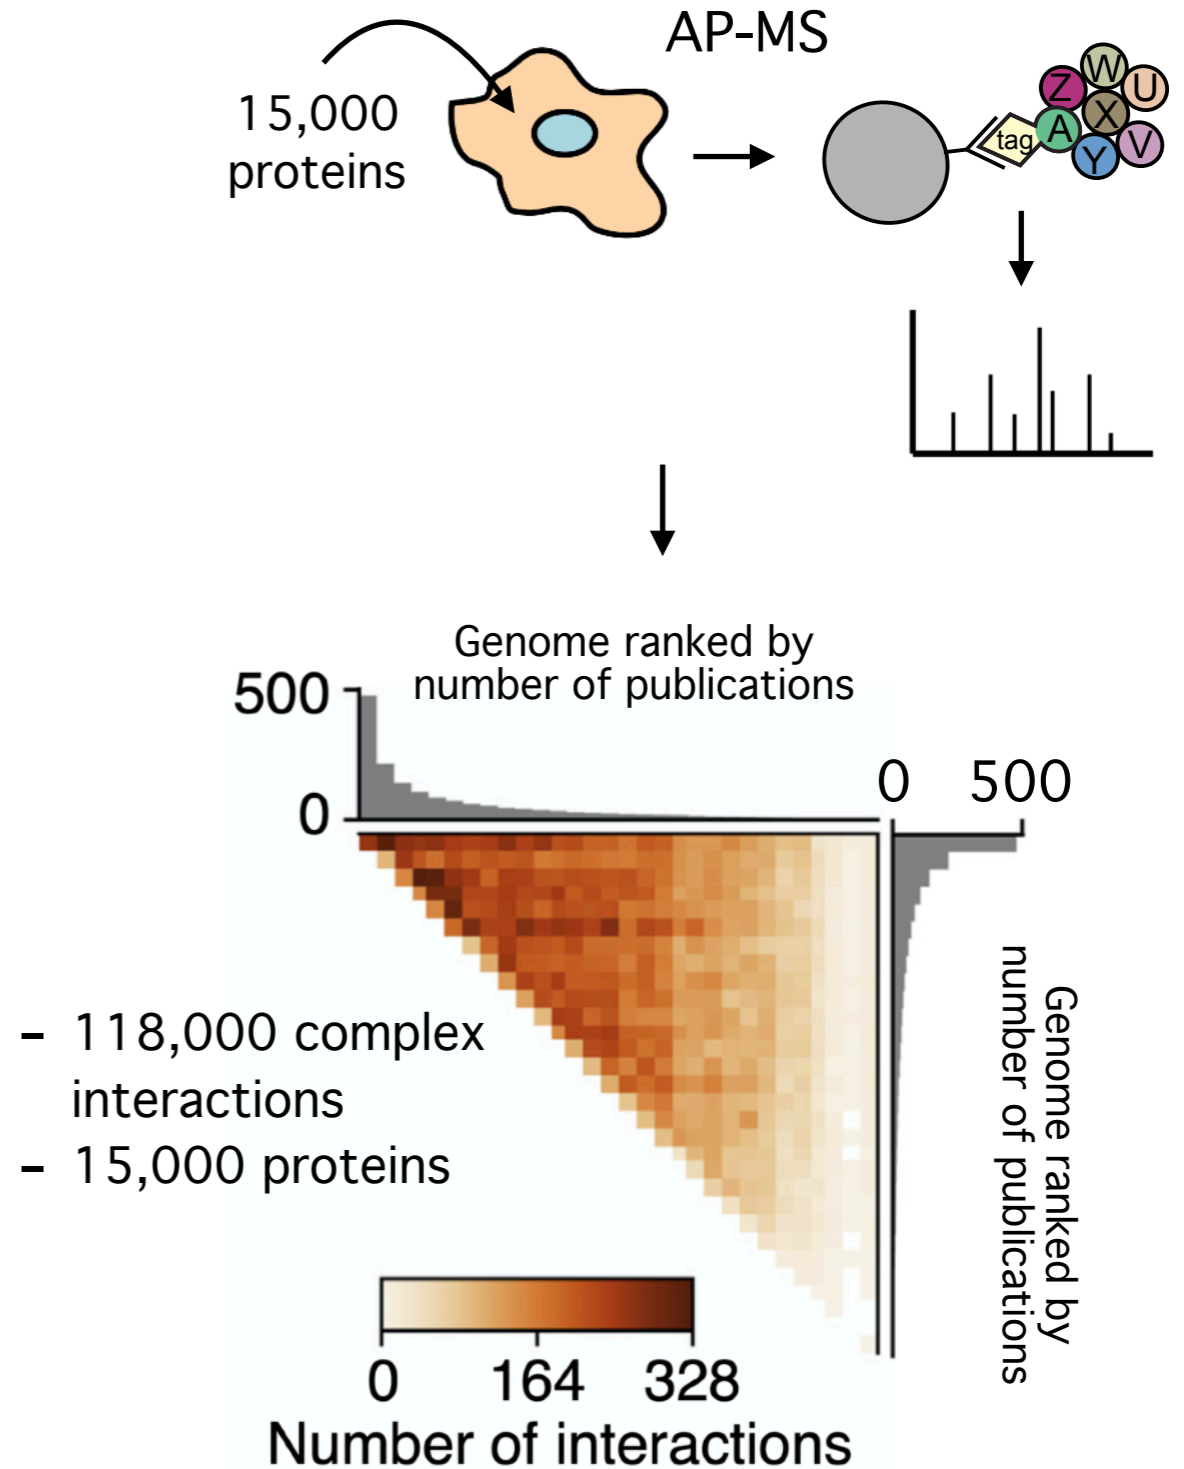 AP-MS
15,000
proteins
tag
A
Z
W
U
X
Y
V
Genome ranked by
number of publications
500
0
0 500
Genome ranked by
number of publications
- 118,000 complex
interactions
- 15,000 proteins
0 164 328
Number of interactions